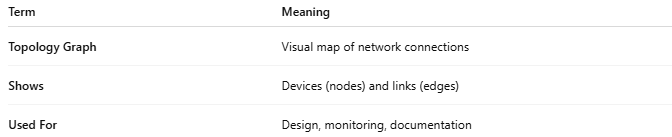 Term Meaning
Topology Graph Visual map of network connections
Shows Devices (nodes) and links (edges)
Used For Design, monitoring, documentation